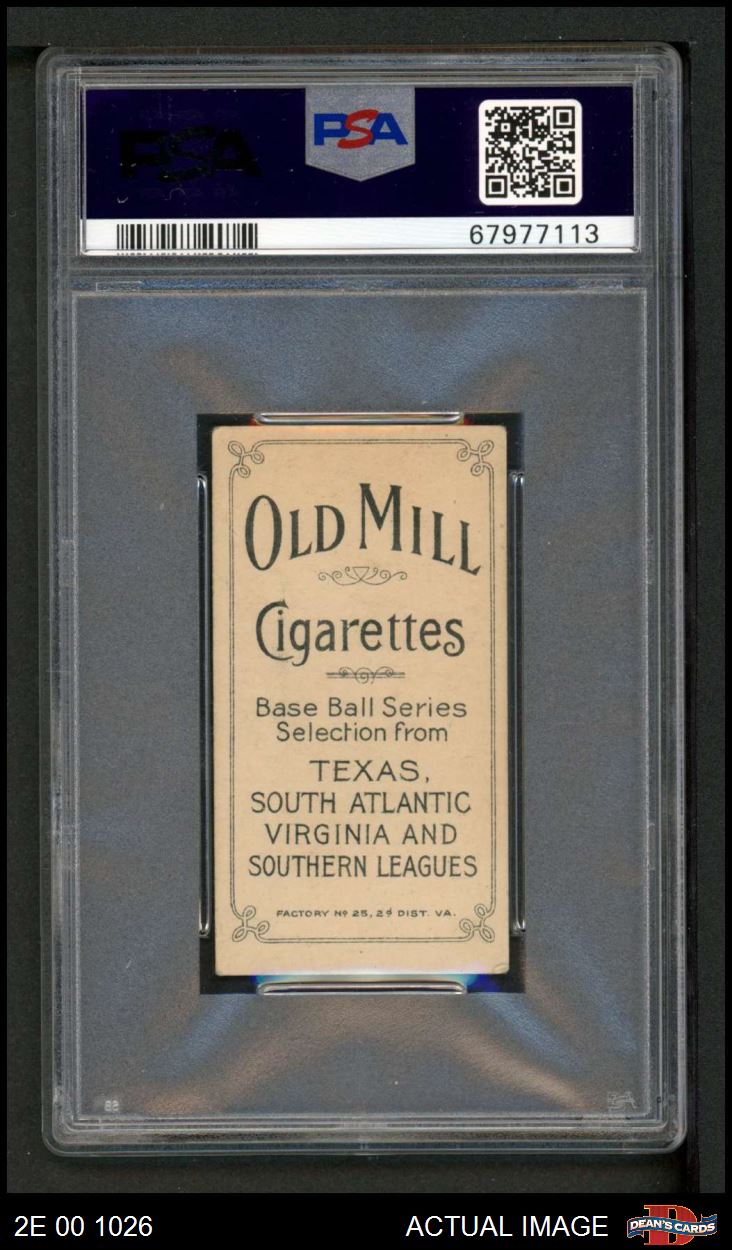 PSA
PSA
67977113
OLD MILL
Cigarettes
Base Ball Series
Selection from
TEXAS,
SOUTH ATLANTIC
VIRGINIA AND
SOUTHERN LEAGUES
FACTORY Nº 25, 2ᵈ DIST. VA.
2E 00 1026
ACTUAL IMAGE
DEAN'S CARDS